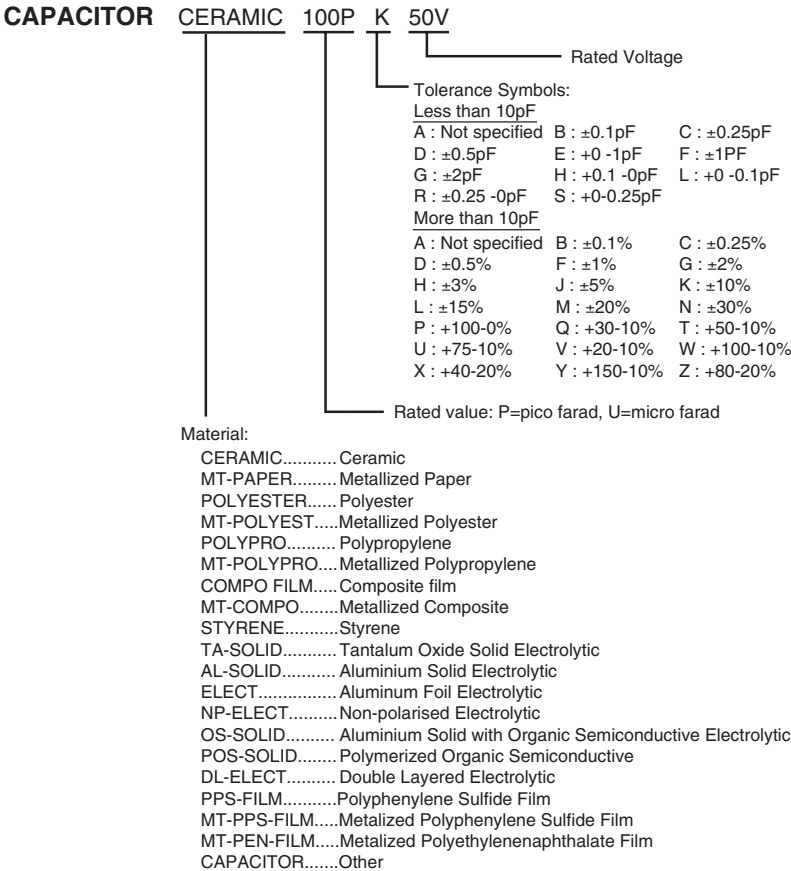 CAPACITOR CERAMIC 100P K 50V
Rated Voltage
Tolerance Symbols:
Less than 10pF
A : Not specified B : ±0.1pF C : ±0.25pF
D : ±0.5pF E : +0 -1pF F : ±1PF
G : ±2pF H : +0.1 -0pF L : +0 -0.1pF
R : ±0.25 -0pF S : +0-0.25pF
More than 10pF
A : Not specified B : ±0.1% C : ±0.25%
D : ±0.5% F : ±1% G : ±2%
H : ±3% J : ±5% K : ±10%
L : ±15% M : ±20% N : ±30%
P : +100-0% Q : +30-10% T : +50-10%
U : +75-10% V : +20-10% W : +100-10%
X : +40-20% Y : +150-10% Z : +80-20%
Rated value: P=pico farad, U=micro farad
Material:
CERAMIC...........Ceramic
MT-PAPER.........Metallized Paper
POLYESTER......Polyester
MT-POLYEST.....Metallized Polyester
POLYPRO..........Polypropylene
MT-POLYPRO....Metallized Polypropylene
COMPO FILM.....Composite film
MT-COMPO........Metallized Composite
STYRENE...........Styrene
TA-SOLID...........Tantalum Oxide Solid Electrolytic
AL-SOLID...........Aluminium Solid Electrolytic
ELECT................Aluminum Foil Electrolytic
NP-ELECT..........Non-polarised Electrolytic
OS-SOLID..........Aluminium Solid with Organic Semiconductive Electrolytic
POS-SOLID........Polymerized Organic Semiconductive
DL-ELECT..........Double Layered Electrolytic
PPS-FILM...........Polyphenylene Sulfide Film
MT-PPS-FILM.....Metalized Polyphenylene Sulfide Film
MT-PEN-FILM.....Metalized Polyethylenenaphthalate Film
CAPACITOR.......Other